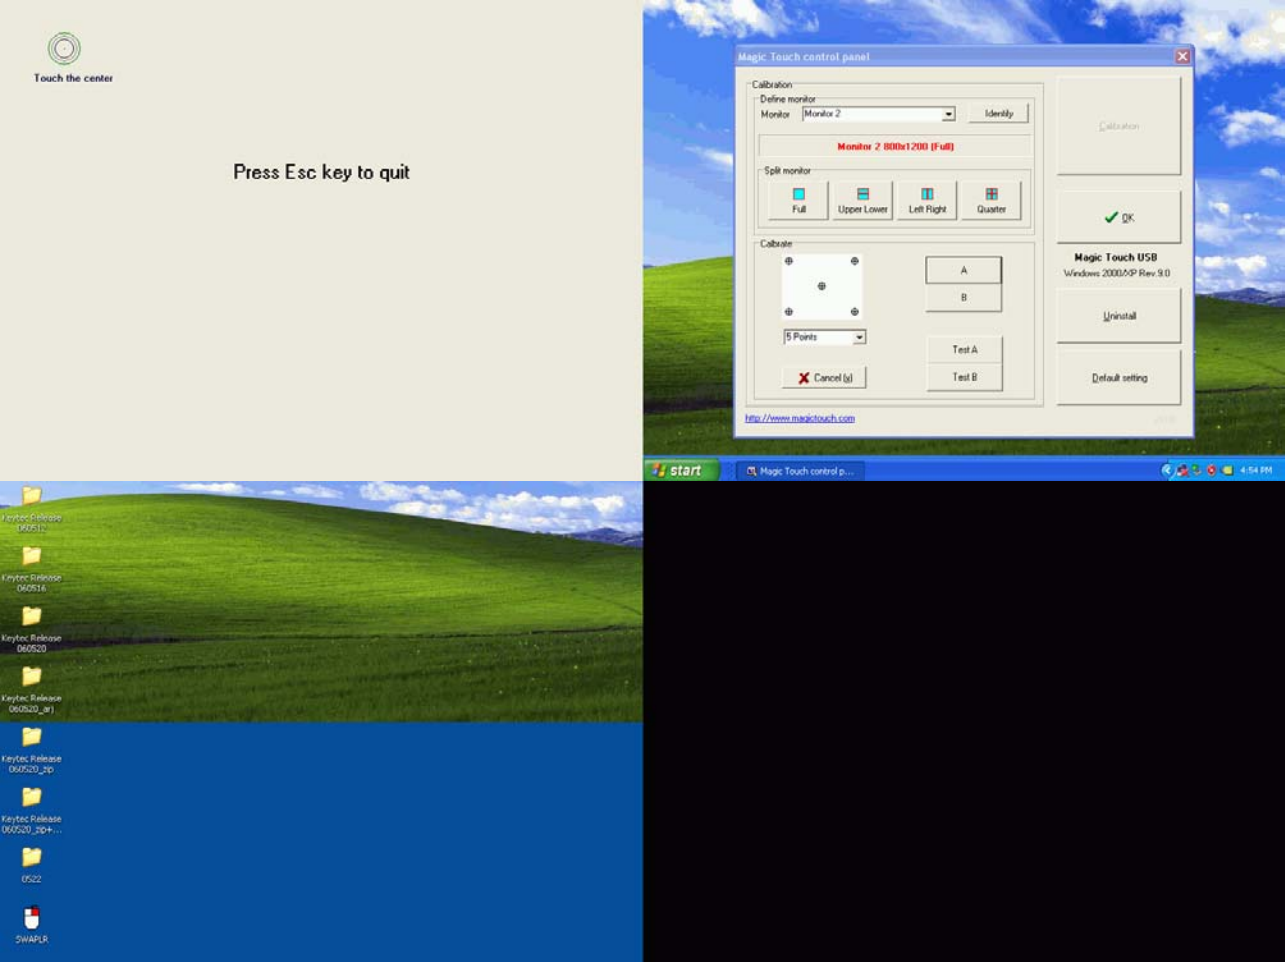 Touch the center
Press Esc key to quit
Magic Touch control panel
Calibration
Define monitor
Monitor
Monitor 2
Identify
Monitor 2 800x1200 (Full)
Split monitor
Full
Upper Lower
Left Right
Quarter
Calibrate
5 Points
Cancel (x)
A
B
Test A
Test B
http://www.magictouch.com
Calibration
OK
Magic Touch USB
Windows 2000/XP Rev.9.0
Uninstall
Default setting
start
Magic Touch control p...
4:54 PM
Keytec Release
060512
Keytec Release
060516
Keytec Release
060520
Keytec Release
060520_arj
Keytec Release
060520_zip
Keytec Release
060520_zip+...
0522
SWAPLR